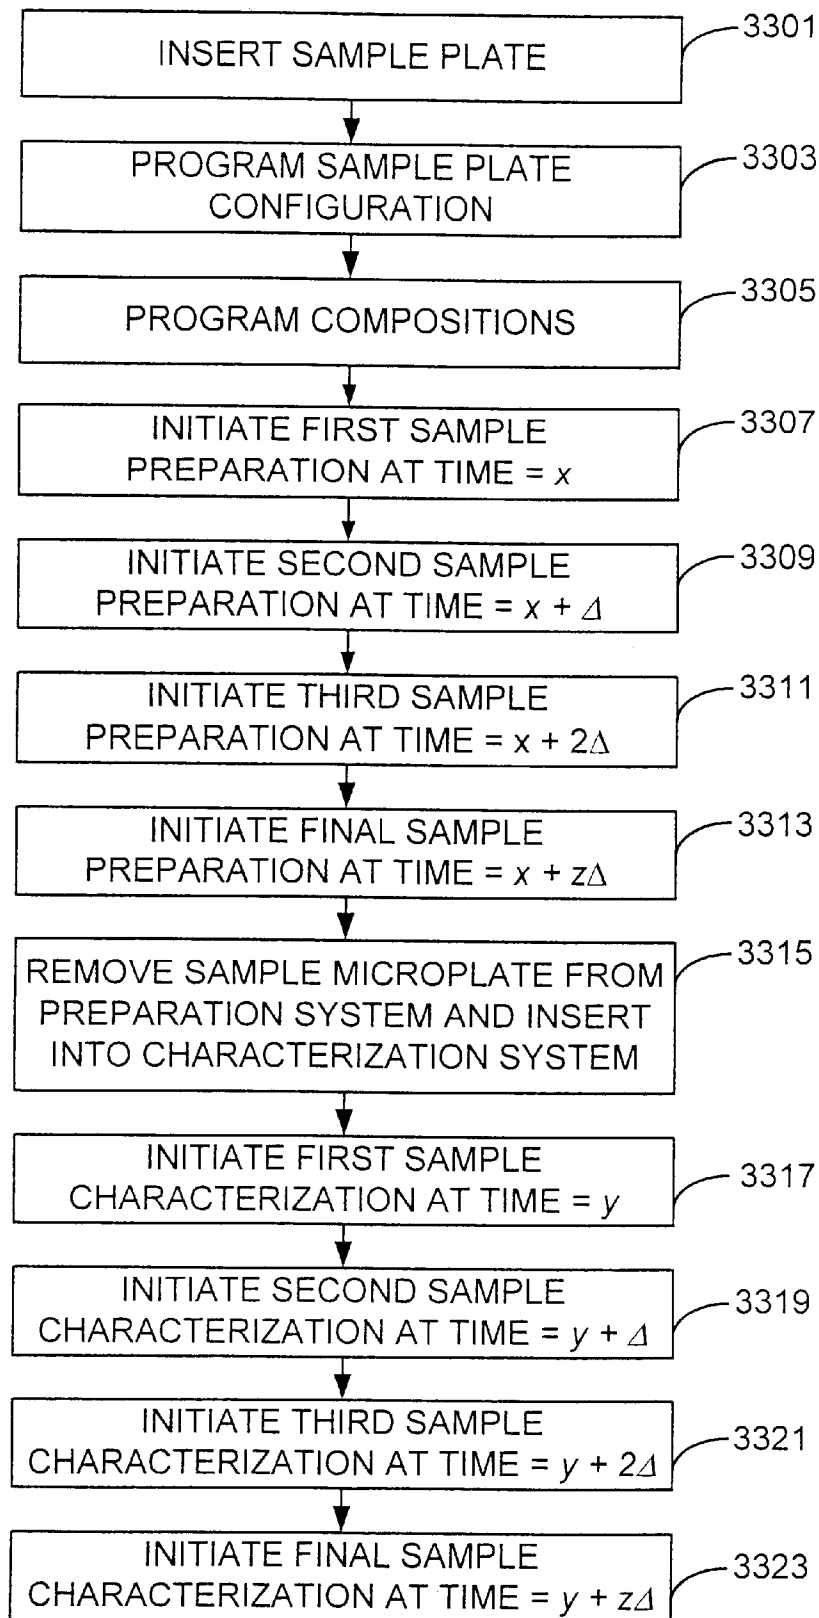 INSERT SAMPLE PLATE
3301
PROGRAM SAMPLE PLATE
CONFIGURATION
3303
PROGRAM COMPOSITIONS
3305
INITIATE FIRST SAMPLE
PREPARATION AT TIME = x
3307
INITIATE SECOND SAMPLE
PREPARATION AT TIME = x + Δ
3309
INITIATE THIRD SAMPLE
PREPARATION AT TIME = x + 2Δ
3311
INITIATE FINAL SAMPLE
PREPARATION AT TIME = x + zΔ
3313
REMOVE SAMPLE MICROPLATE FROM
PREPARATION SYSTEM AND INSERT
INTO CHARACTERIZATION SYSTEM
3315
INITIATE FIRST SAMPLE
CHARACTERIZATION AT TIME = y
3317
INITIATE SECOND SAMPLE
CHARACTERIZATION AT TIME = y + Δ
3319
INITIATE THIRD SAMPLE
CHARACTERIZATION AT TIME = y + 2Δ
3321
INITIATE FINAL SAMPLE
CHARACTERIZATION AT TIME = y + zΔ
3323